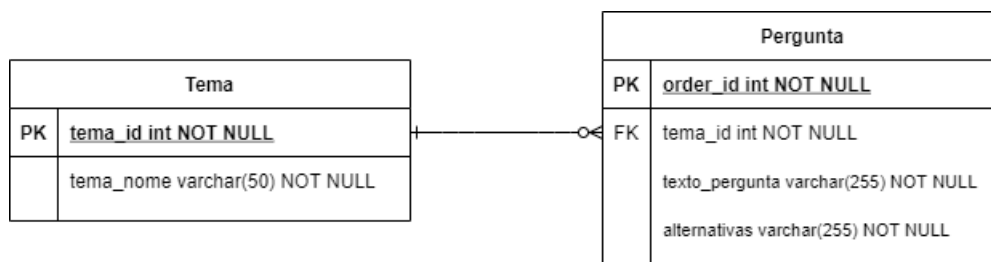 Tema
PK tema_id int NOT NULL
tema_nome varchar(50) NOT NULL
Pergunta
PK order_id int NOT NULL
FK tema_id int NOT NULL
texto_pergunta varchar(255) NOT NULL
alternativas varchar(255) NOT NULL